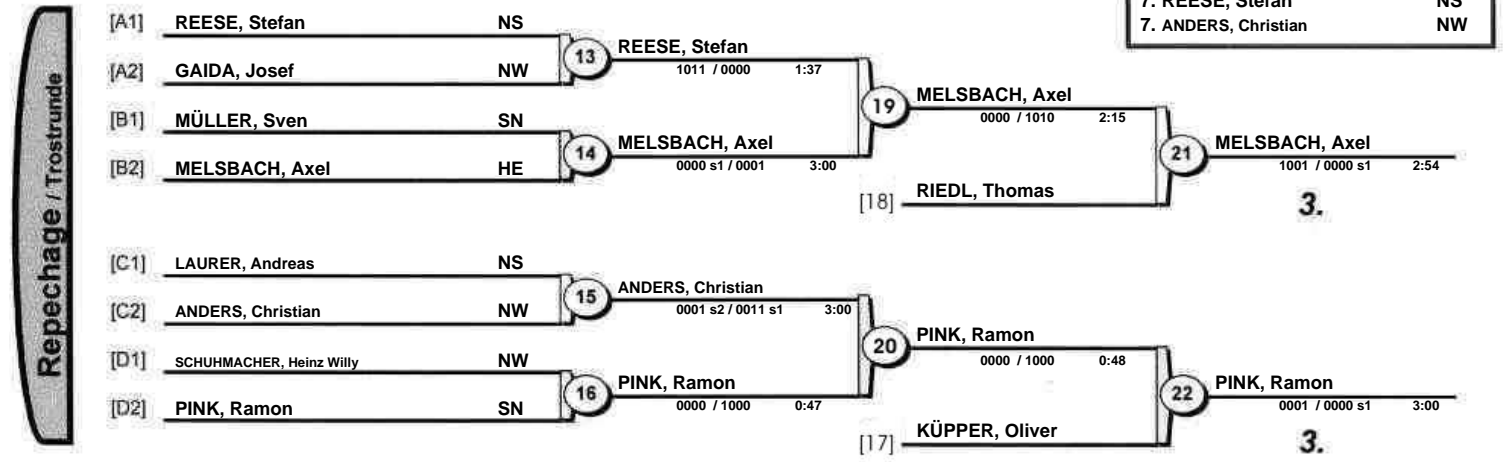 7. REESE, Stefan NS
7. ANDERS, Christian NW
Repechage / Trostrunde
[A1] REESE, Stefan NS
13
REESE, Stefan
1011 / 0000 1:37
[A2] GAIDA, Josef NW
19
MELSBACH, Axel
0000 / 1010 2:15
[B1] MÜLLER, Sven SN
14
MELSBACH, Axel
0000 s1 / 0001 3:00
21
MELSBACH, Axel
1001 / 0000 s1 2:54
[B2] MELSBACH, Axel HE
[18] RIEDL, Thomas
3.
[C1] LAURER, Andreas NS
15
ANDERS, Christian
0001 s2 / 0011 s1 3:00
[C2] ANDERS, Christian NW
20
PINK, Ramon
0000 / 1000 0:48
[D1] SCHUHMACHER, Heinz Willy NW
16
PINK, Ramon
0000 / 1000 0:47
22
PINK, Ramon
0001 / 0000 s1 3:00
[D2] PINK, Ramon SN
[17] KÜPPER, Oliver
3.